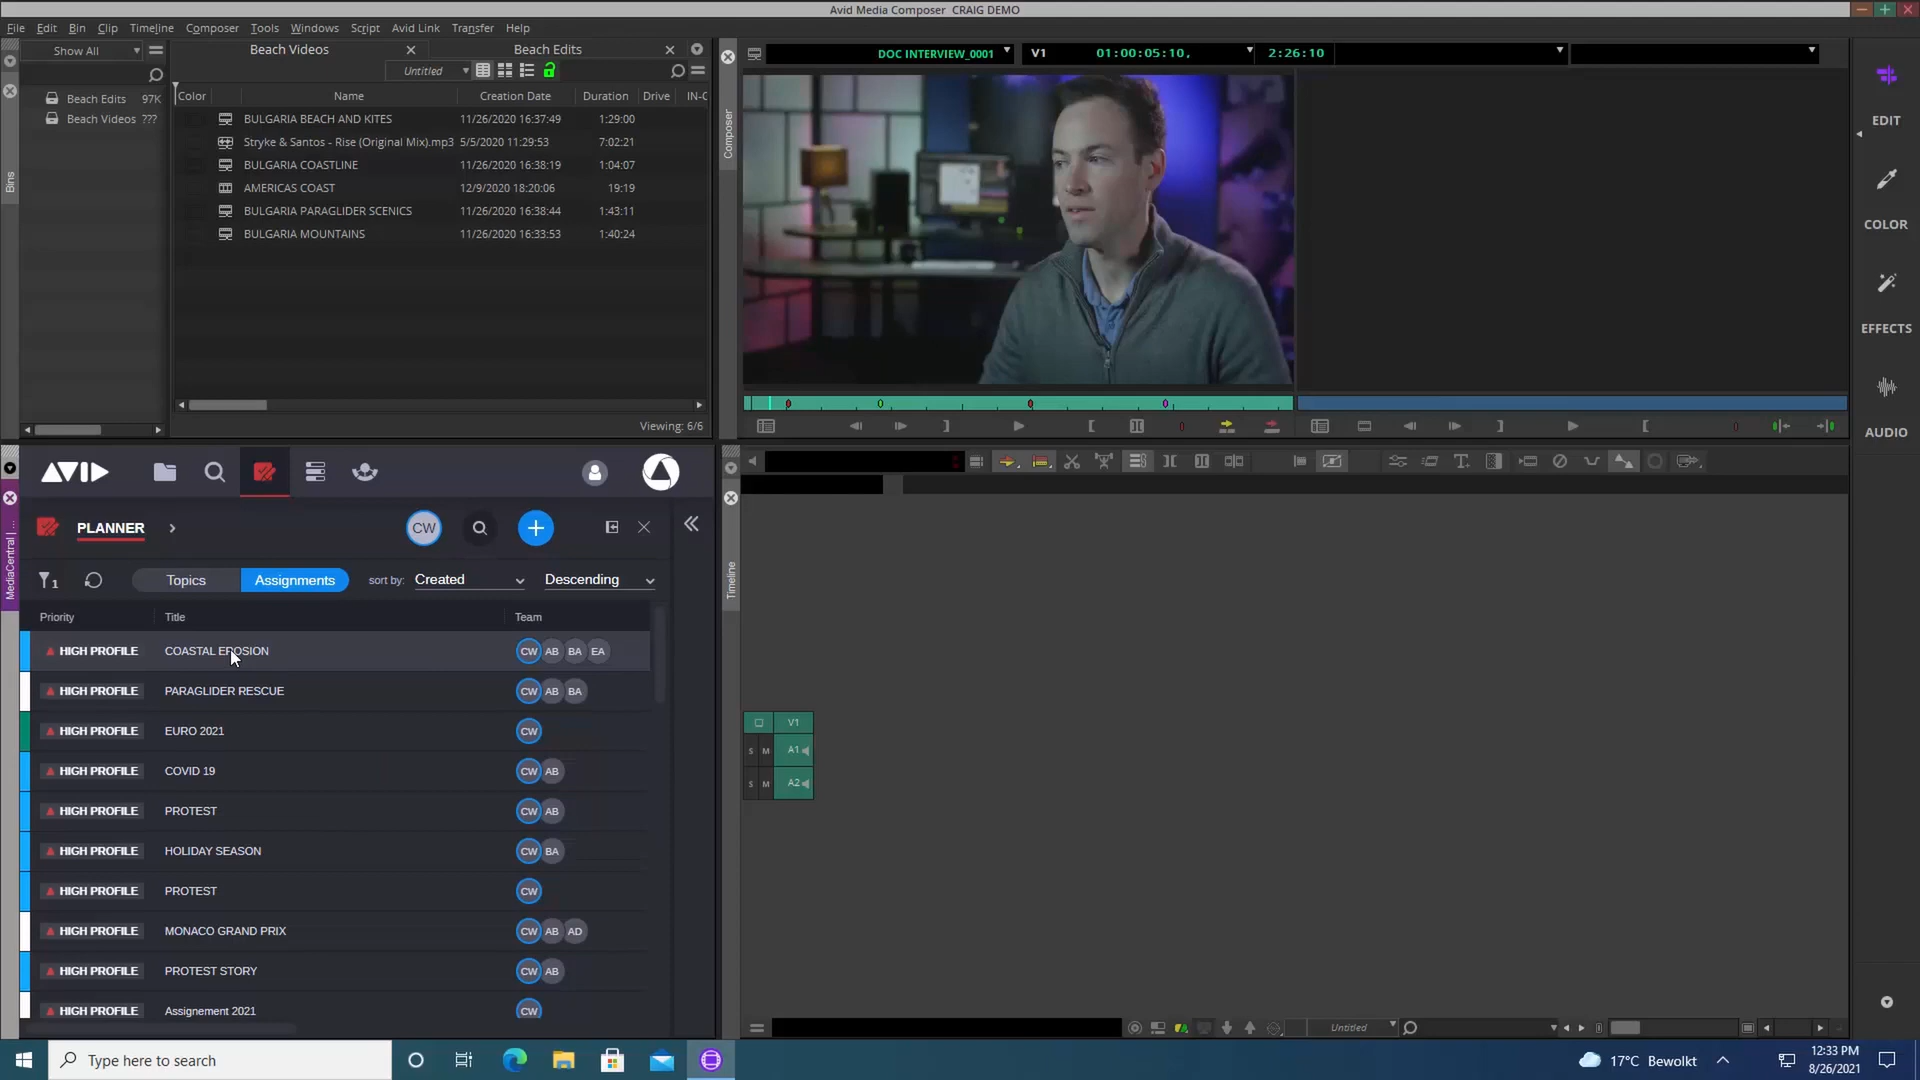 Avid Media Composer CRAIG DEMO
File Edit Bin Clip Timeline Composer Tools Windows Script Avid Link Transfer Help
Show All
Beach Edits 97K
Beach Videos ???
Bins
Beach Videos Beach Edits
Untitled
Color Name Creation Date Duration Drive IN-C
BULGARIA BEACH AND KITES 11/26/2020 16:37:49 1:29:00
Stryke & Santos - Rise (Original Mix).mp3 5/5/2020 11:29:53 7:02:21
BULGARIA COASTLINE 11/26/2020 16:38:19 1:04:07
AMERICAS COAST 12/9/2020 18:20:06 19:19
BULGARIA PARAGLIDER SCENICS 11/26/2020 16:38:44 1:43:11
BULGARIA MOUNTAINS 11/26/2020 16:33:53 1:40:24
Viewing: 6/6
Composer
DOC INTERVIEW_0001 V1 01:00:05:10, 2:26:10
EDIT
COLOR
EFFECTS
AUDIO
AVID
MediaCentral | ...
PLANNER
CW
1 Topics Assignments sort by: Created Descending
Priority Title Team
HIGH PROFILE COASTAL EROSION CW AB BA EA
HIGH PROFILE PARAGLIDER RESCUE CW AB BA
HIGH PROFILE EURO 2021 CW
HIGH PROFILE COVID 19 CW AB
HIGH PROFILE PROTEST CW AB
HIGH PROFILE HOLIDAY SEASON CW BA
HIGH PROFILE PROTEST CW
HIGH PROFILE MONACO GRAND PRIX CW AB AD
HIGH PROFILE PROTEST STORY CW AB
HIGH PROFILE Assignement 2021 CW
Timeline
V1
S M A1
S M A2
Untitled
Type here to search
17°C Bewolkt
12:33 PM
8/26/2021